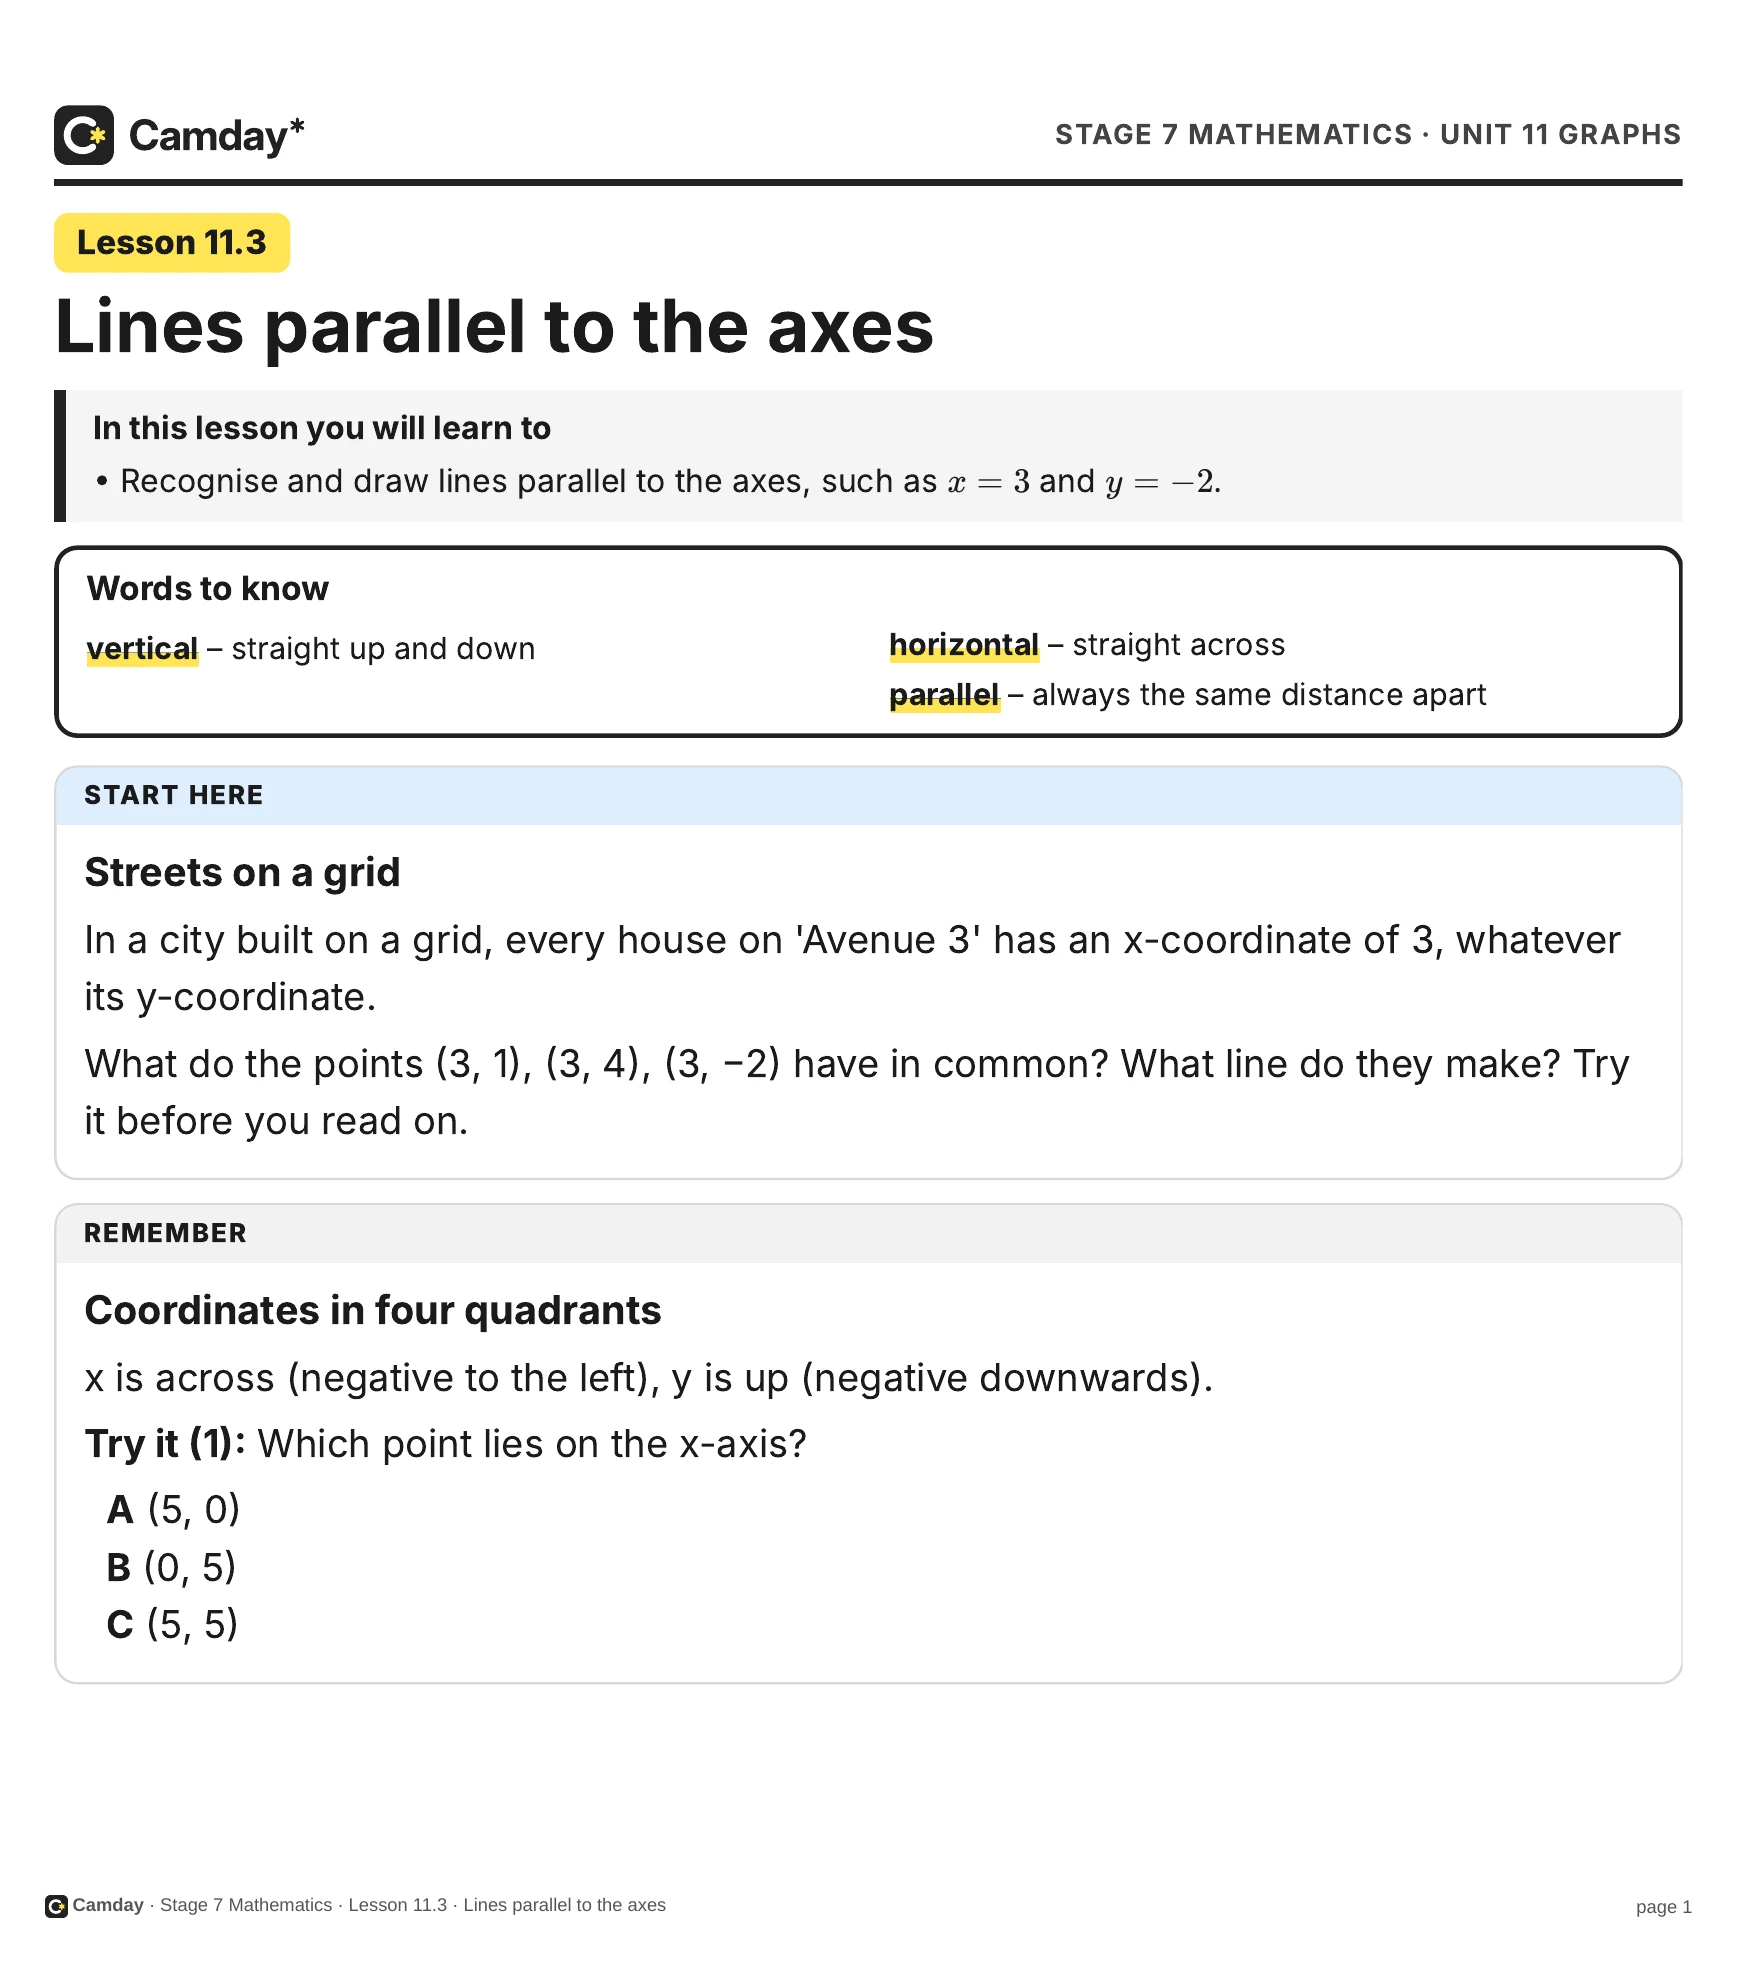 Camday*
STAGE 7 MATHEMATICS · UNIT 11 GRAPHS
Lesson 11.3
Lines parallel to the axes
In this lesson you will learn to
• Recognise and draw lines parallel to the axes, such as x = 3 and y = −2.
Words to know
vertical – straight up and down
horizontal – straight across
parallel – always the same distance apart
START HERE
Streets on a grid
In a city built on a grid, every house on 'Avenue 3' has an x-coordinate of 3, whatever
its y-coordinate.
What do the points (3, 1), (3, 4), (3, −2) have in common? What line do they make? Try
it before you read on.
REMEMBER
Coordinates in four quadrants
x is across (negative to the left), y is up (negative downwards).
Try it (1): Which point lies on the x-axis?
A (5, 0)
B (0, 5)
C (5, 5)
Camday · Stage 7 Mathematics · Lesson 11.3 · Lines parallel to the axes
page 1